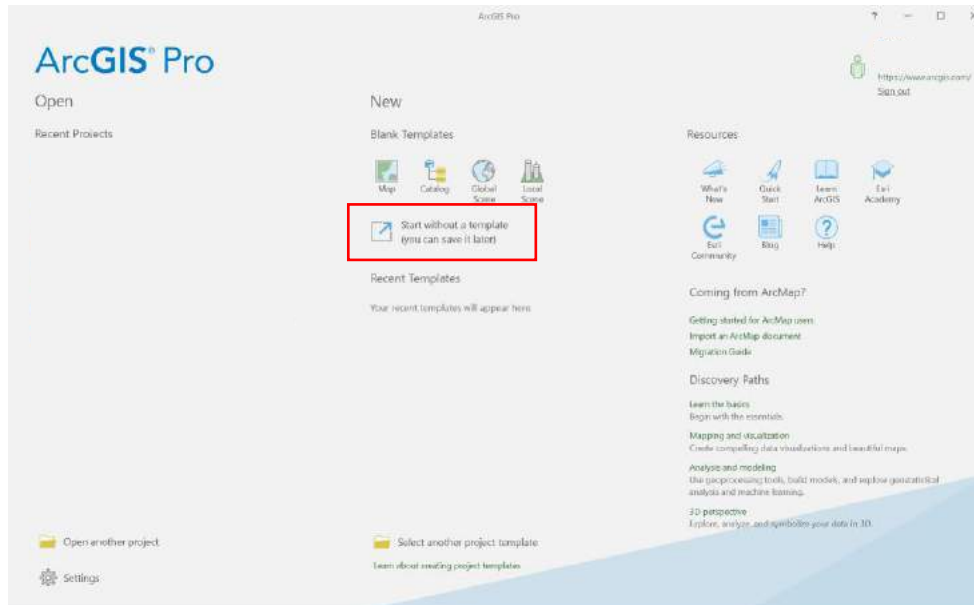 ArcGIS Pro
?
ArcGIS® Pro
https://www.arcgis.com/
Sign out
Open
Recent Projects
New
Blank Templates
Map
Catalog
Global Scene
Local Scene
Start without a template
(you can save it later)
Recent Templates
Your recent templates will appear here.
Resources
What's New
Quick Start
Learn ArcGIS
Esri Academy
Esri Community
Blog
Help
Coming from ArcMap?
Getting started for ArcMap users
Import an ArcMap document
Migration Guide
Discovery Paths
Learn the basics
Begin with the essentials.
Mapping and visualization
Create compelling data visualizations and beautiful maps.
Analysis and modeling
Use geoprocessing tools, build models, and explore geostatistical
analysis and machine learning.
3D perspective
Explore, analyze, and symbolize your data in 3D.
Open another project
Settings
Select another project template
Learn about creating project templates